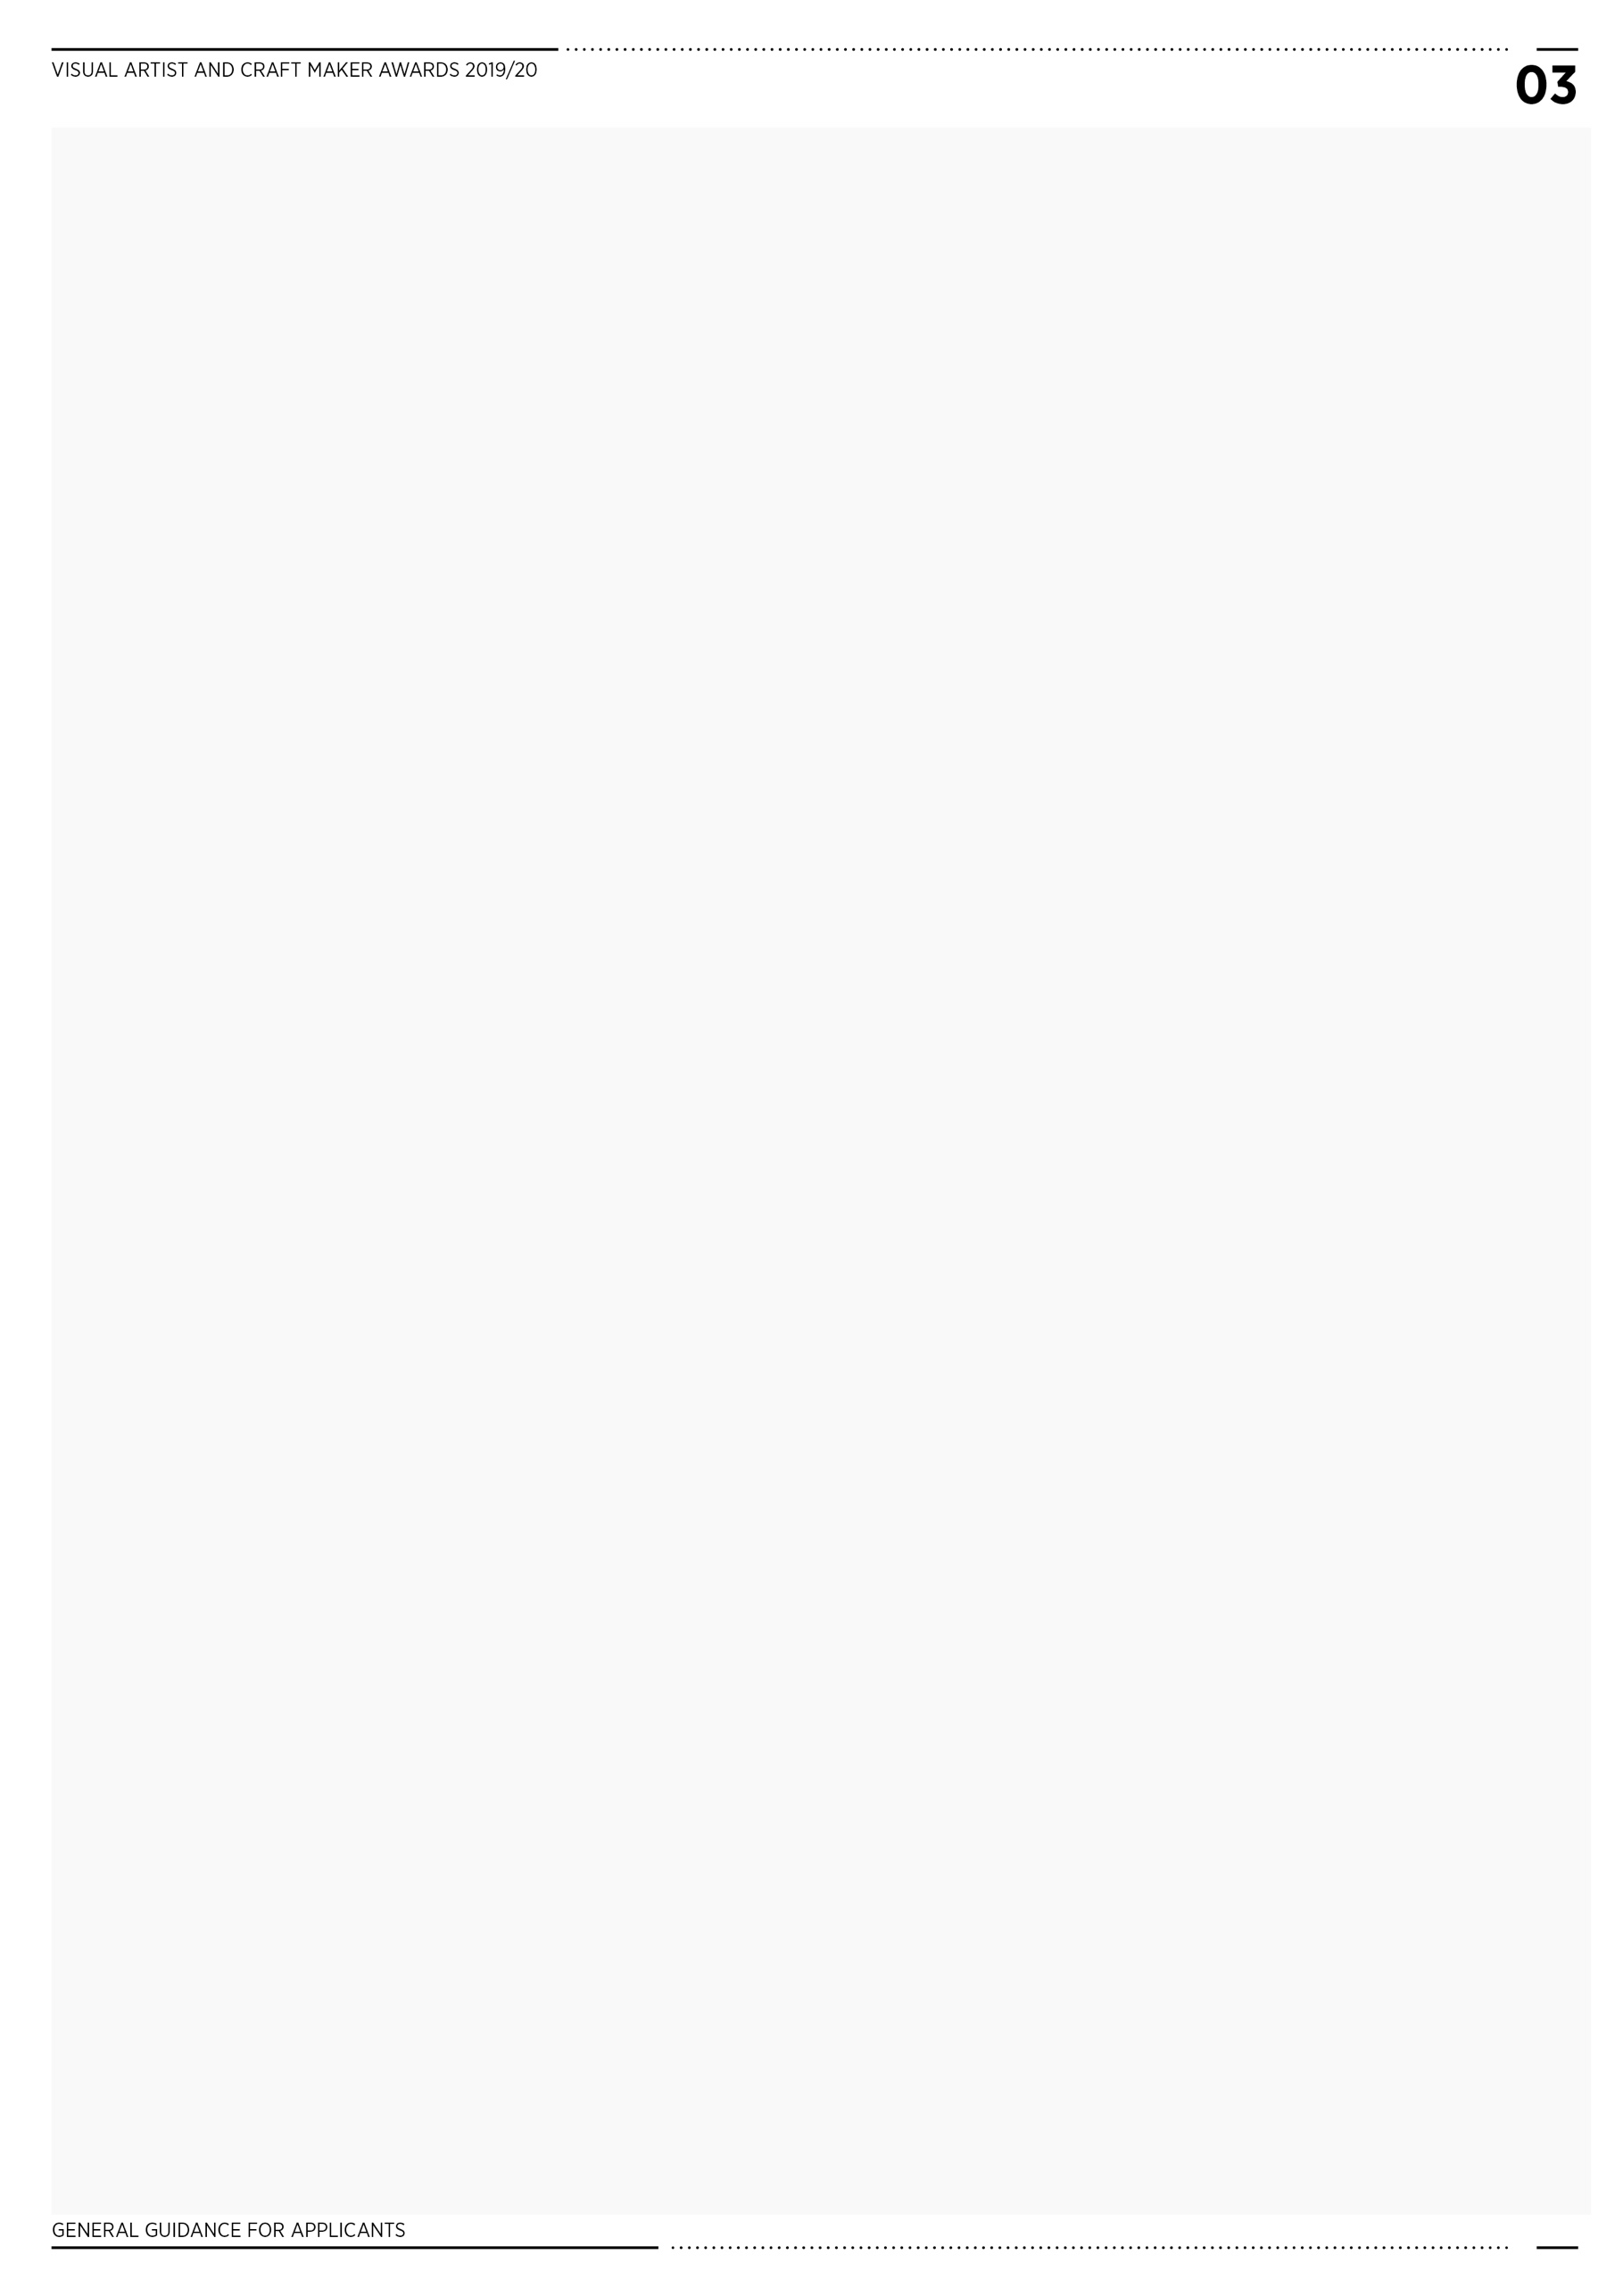 VISUAL ARTIST AND CRAFT MAKER AWARDS 2019/20
03
GENERAL GUIDANCE FOR APPLICANTS